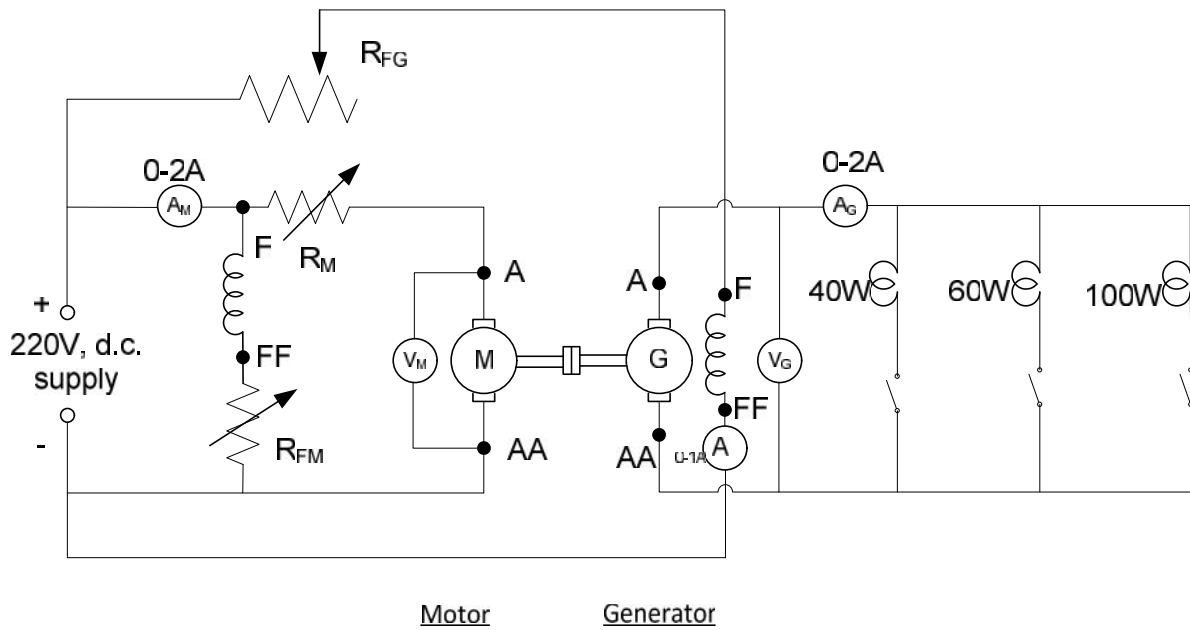 R_FG
0-2A
A_M
F
R_M
A
+
220V, d.c.
supply
-
FF
R_FM
V_M
M
AA
A
G
AA
F
FF
A
0-1A
V_G
0-2A
A_G
40W
60W
100W
Motor
Generator